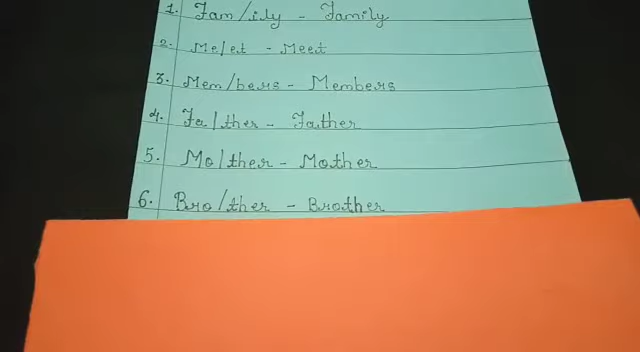 1. Fam/ily - Family
2. Me/et - Meet
3. Mem/bers - Members
4. Fa/ther - Father
5. Mo/ther - Mother
6. Bro/ther - Brother